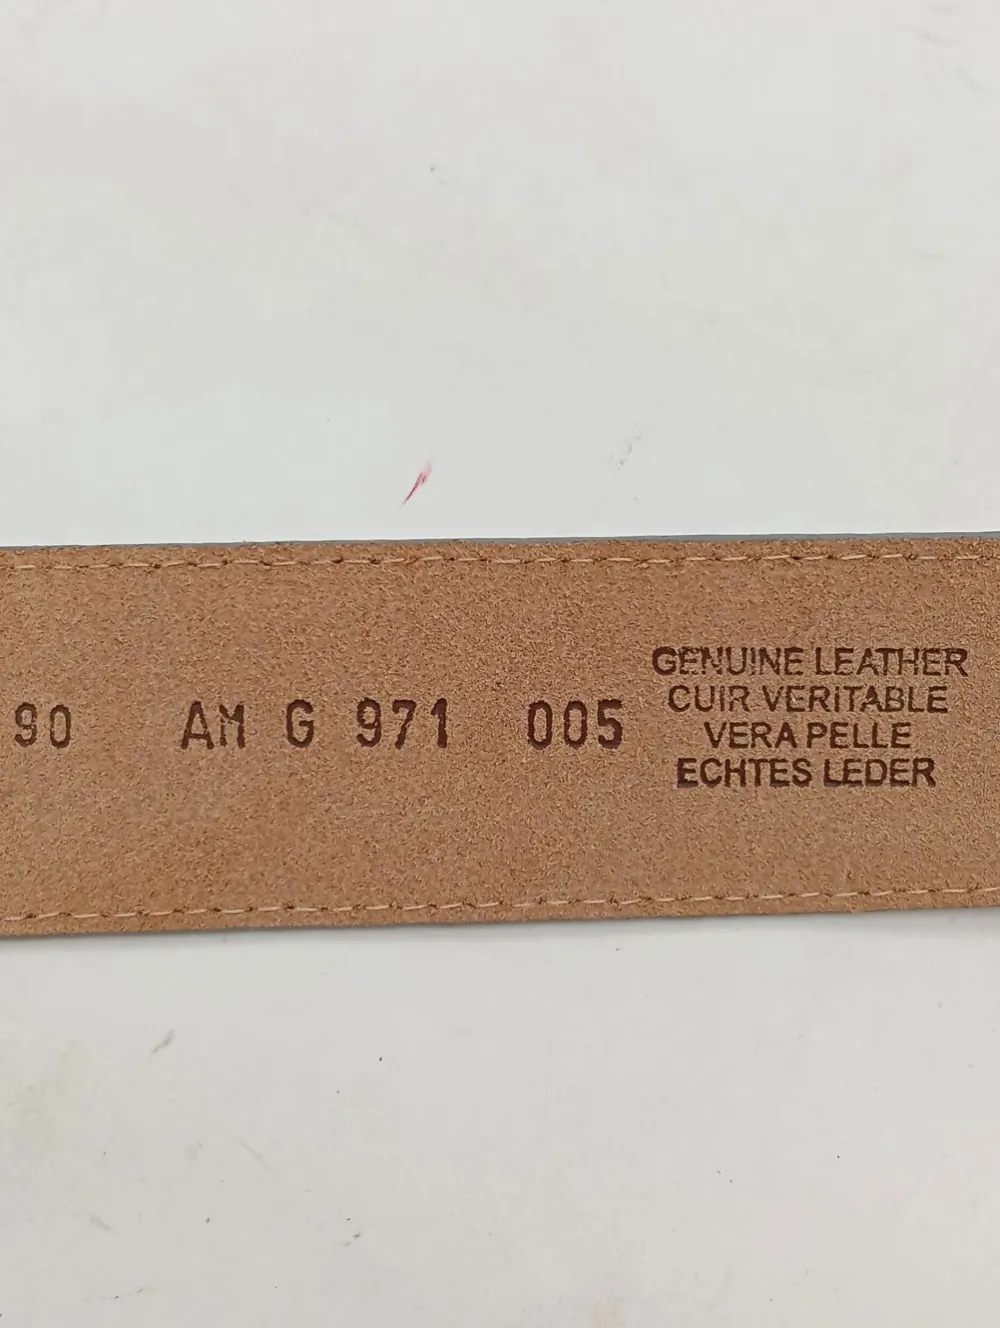 90 AM G 971 005
GENUINE LEATHER
CUIR VERITABLE
VERA PELLE
ECHTES LEDER